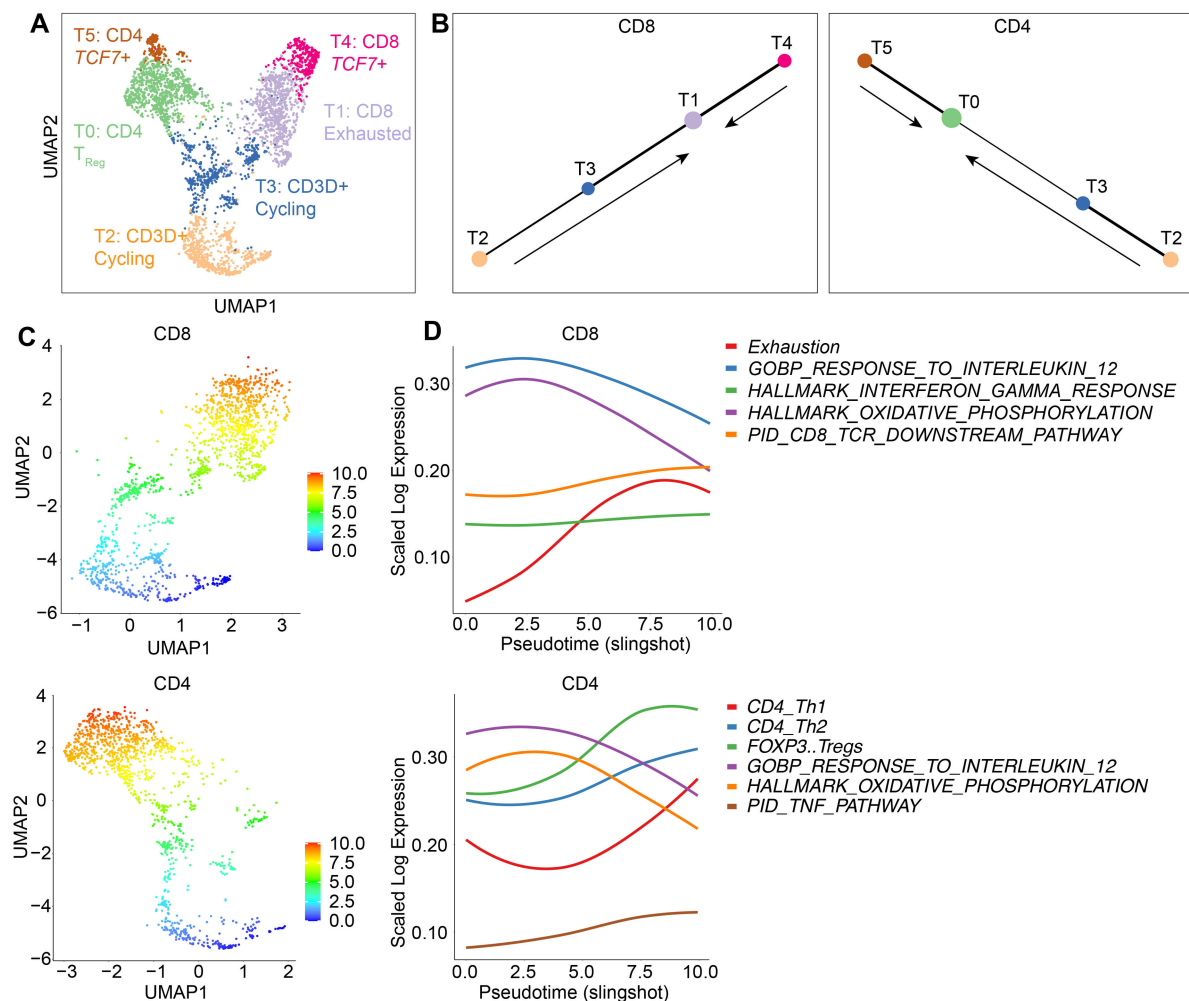 A
T5: CD4
TCF7+
T4: CD8
TCF7+
T1: CD8
Exhausted
T0: CD4
TReg
T3: CD3D+
Cycling
T2: CD3D+
Cycling
UMAP2
UMAP1
B
CD8
T4
T1
T3
T2
CD4
T5
T0
T3
T2
C
CD8
4
2
0
−2
−4
−6
UMAP2
−1 0 1 2 3
UMAP1
10.0
7.5
5.0
2.5
0.0
D
CD8
0.30
0.20
0.10
Scaled Log Expression
0.0 2.5 5.0 7.5 10.0
Pseudotime (slingshot)
Exhaustion
GOBP_RESPONSE_TO_INTERLEUKIN_12
HALLMARK_INTERFERON_GAMMA_RESPONSE
HALLMARK_OXIDATIVE_PHOSPHORYLATION
PID_CD8_TCR_DOWNSTREAM_PATHWAY
CD4
4
2
0
−2
−4
−6
UMAP2
−3 −2 −1 0 1 2
UMAP1
10.0
7.5
5.0
2.5
0.0
CD4
0.30
0.20
0.10
Scaled Log Expression
0.0 2.5 5.0 7.5 10.0
Pseudotime (slingshot)
CD4_Th1
CD4_Th2
FOXP3..Tregs
GOBP_RESPONSE_TO_INTERLEUKIN_12
HALLMARK_OXIDATIVE_PHOSPHORYLATION
PID_TNF_PATHWAY